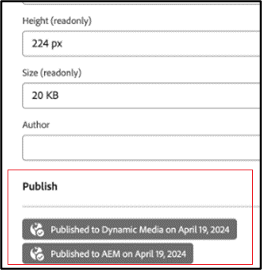 Height (readonly)
224 px
Size (readonly)
20 KB
Author
Publish
Published to Dynamic Media on April 19, 2024
Published to AEM on April 19, 2024